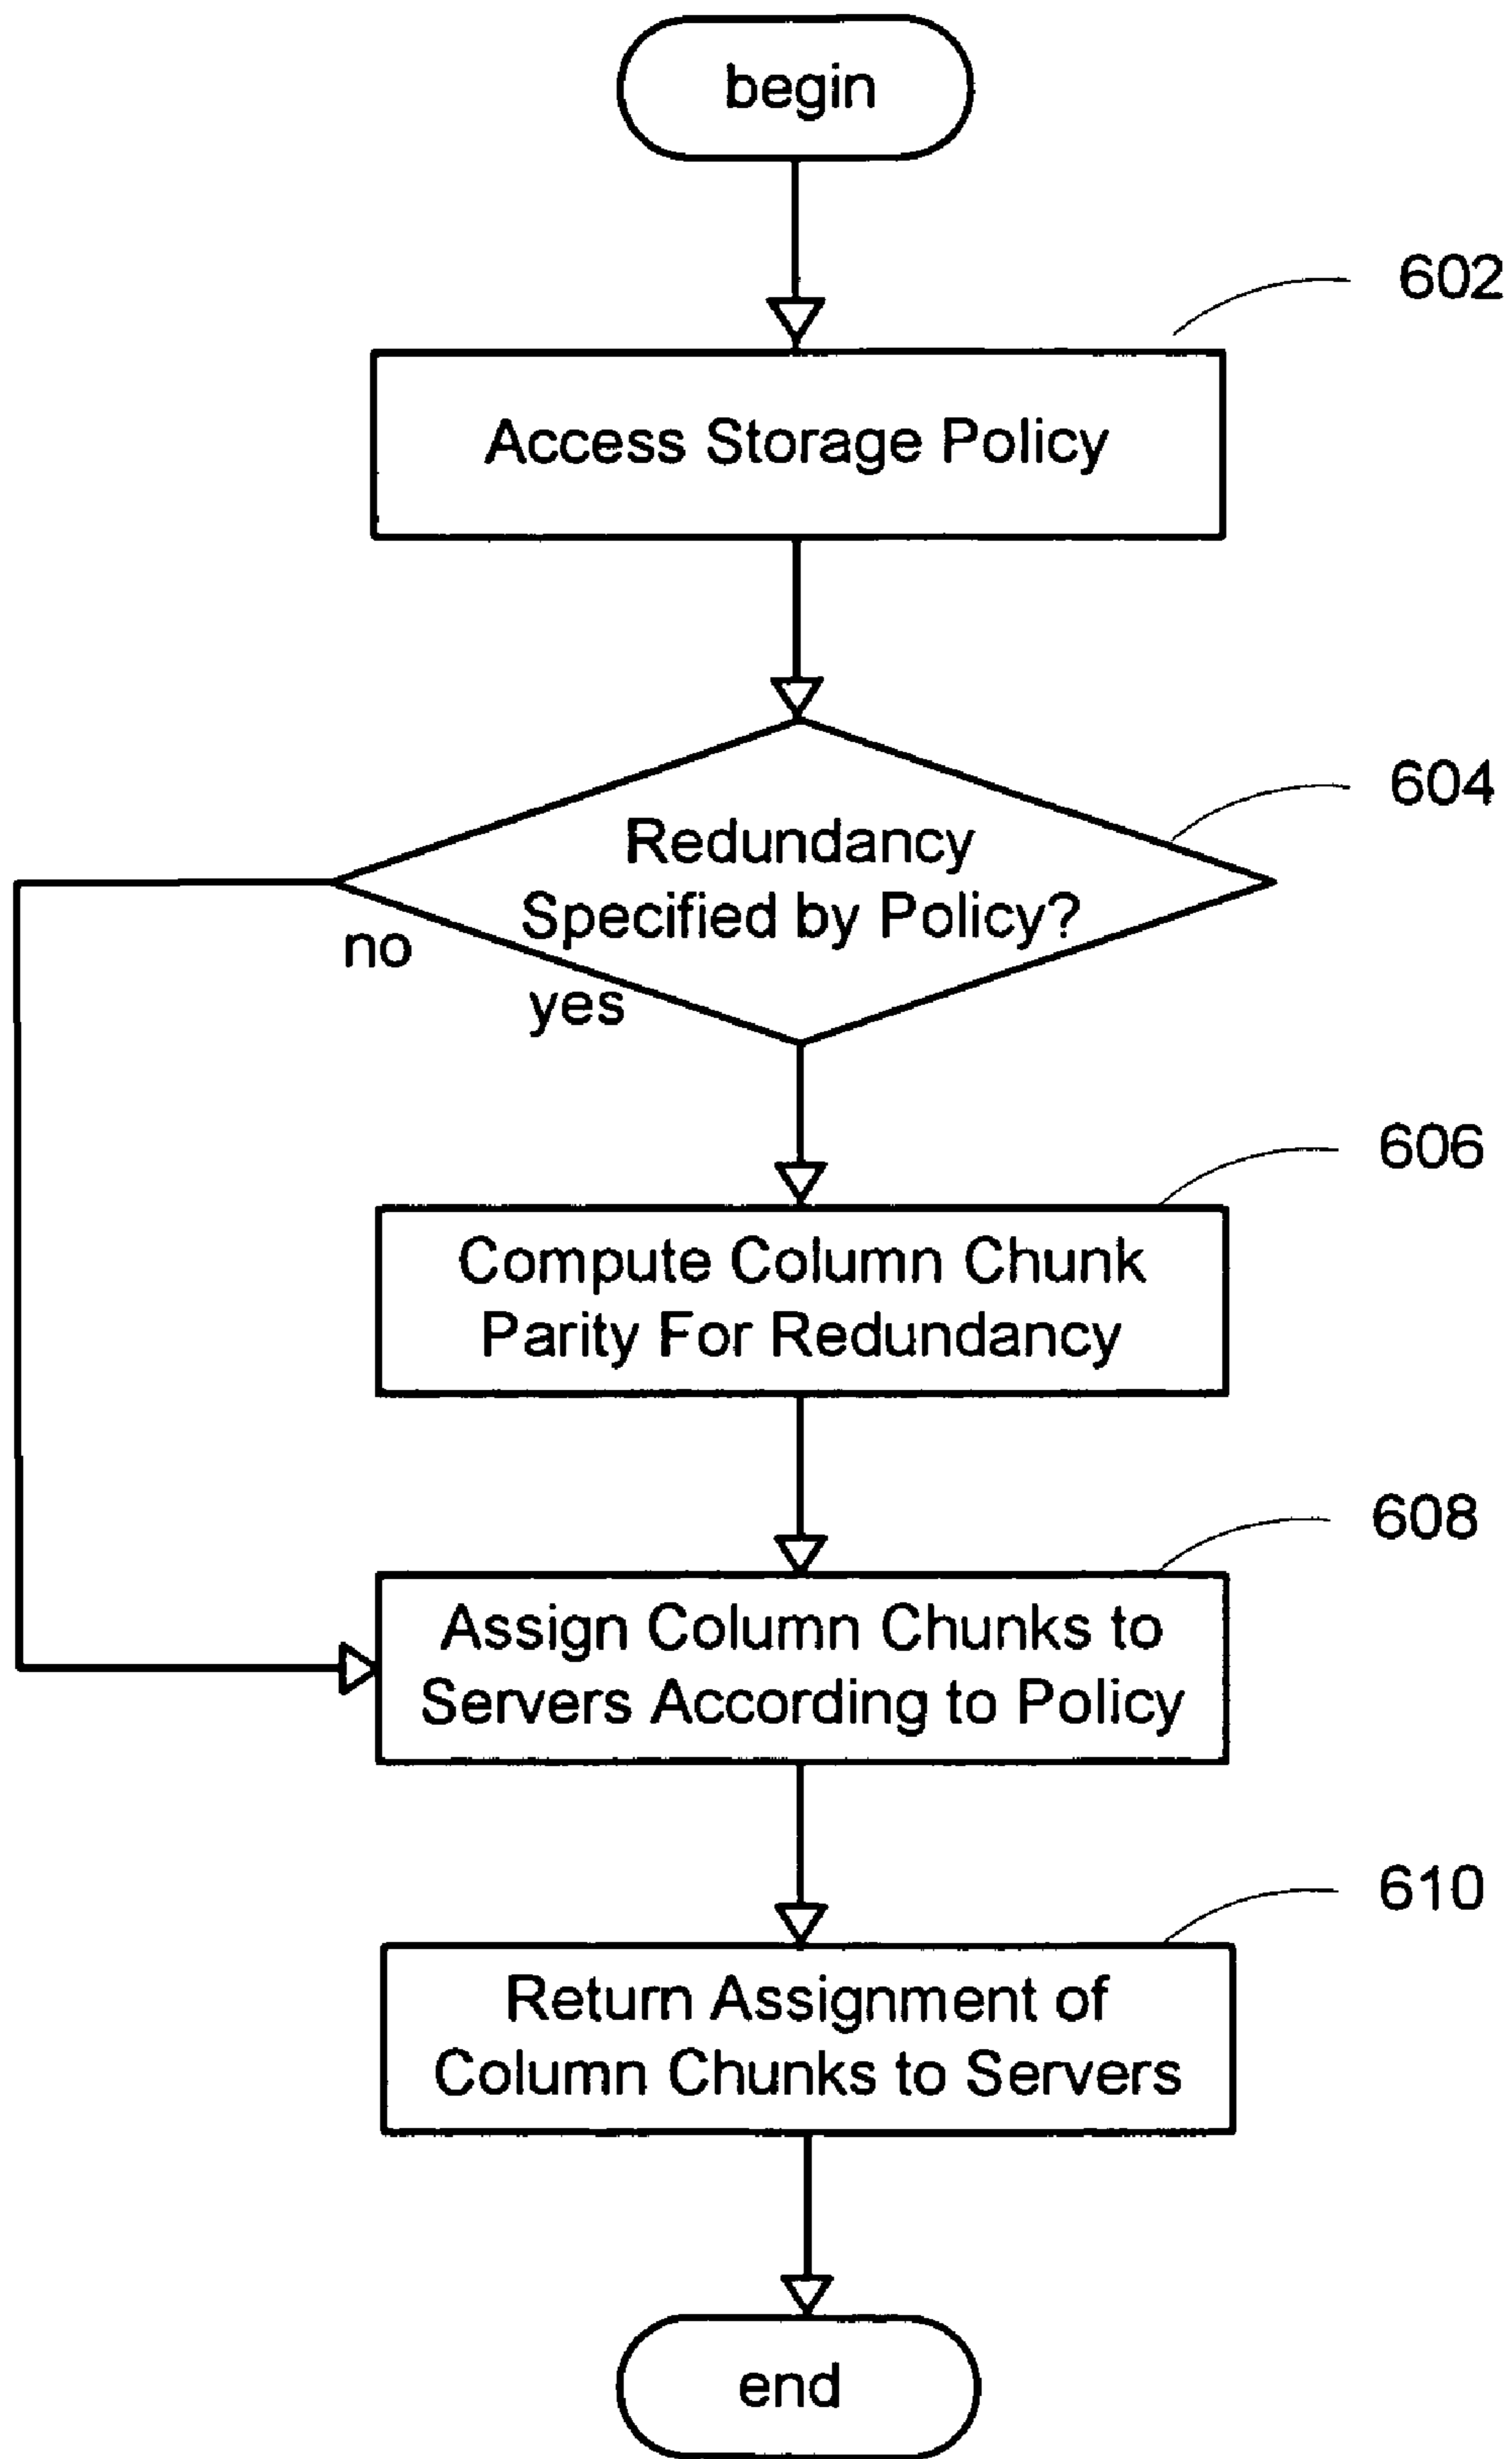 begin
602
Access Storage Policy
604
Redundancy
Specified by Policy?
no
yes
606
Compute Column Chunk
Parity For Redundancy
608
Assign Column Chunks to
Servers According to Policy
610
Return Assignment of
Column Chunks to Servers
end